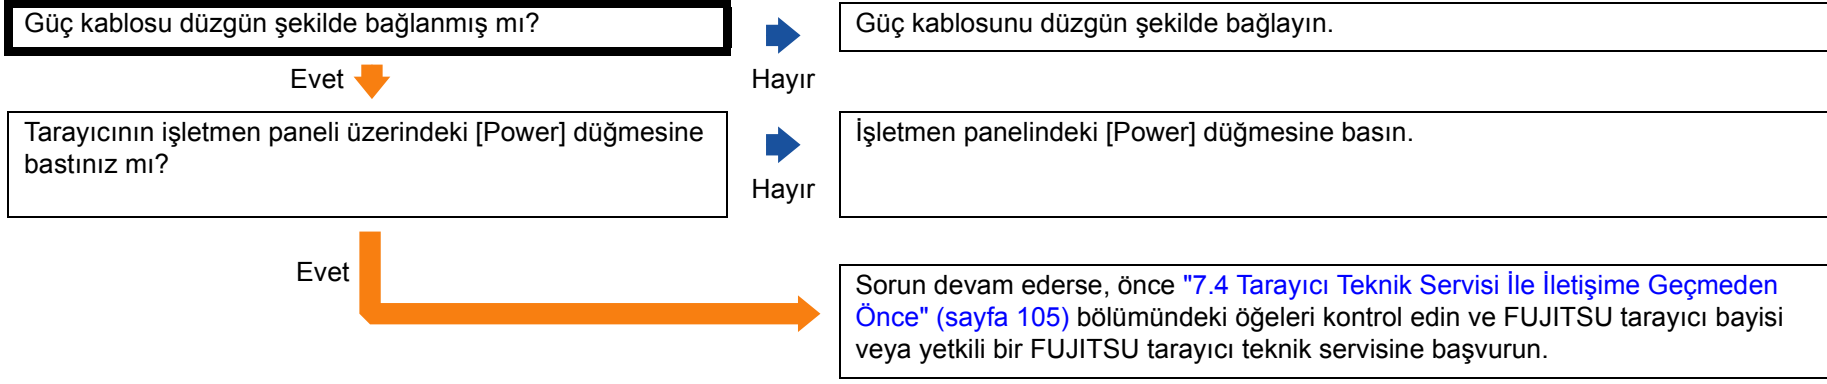 Güç kablosu düzgün şekilde bağlanmış mı?
Güç kablosunu düzgün şekilde bağlayın.
Evet
Hayır
Tarayıcının işletmen paneli üzerindeki [Power] düğmesine
bastınız mı?
İşletmen panelindeki [Power] düğmesine basın.
Hayır
Evet
Sorun devam ederse, önce "7.4 Tarayıcı Teknik Servisi İle İletişime Geçmeden
Önce" (sayfa 105) bölümündeki öğeleri kontrol edin ve FUJITSU tarayıcı bayisi
veya yetkili bir FUJITSU tarayıcı teknik servisine başvurun.